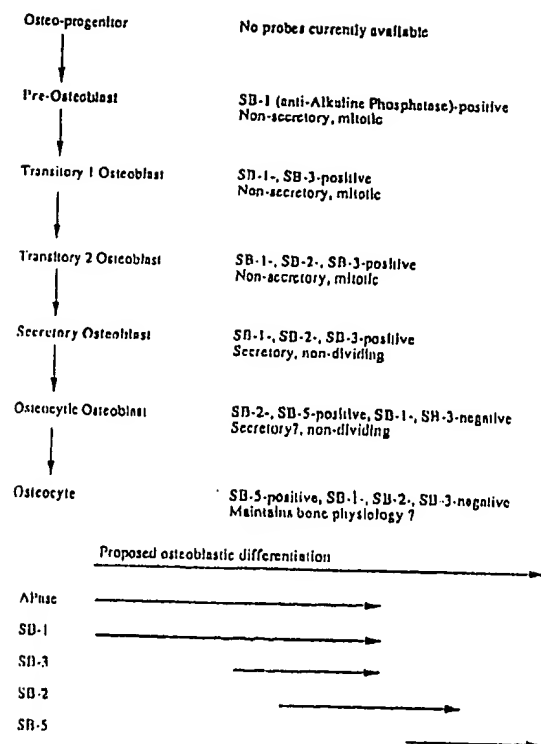 Osteo-progenitor No probes currently available
Pre-Osteoblast SB-1 (anti-Alkaline Phosphatase)-positive
Non-secretory, mitotic
Transitory 1 Osteoblast SB-1-, SB-3-positive
Non-secretory, mitotic
Transitory 2 Osteoblast SB-1-, SB-2-, SB-3-positive
Non-secretory, mitotic
Secretory Osteoblast SB-1-, SB-2-, SB-3-positive
Secretory, non-dividing
Osteocytic Osteoblast SB-2-, SB-5-positive, SB-1-, SB-3-negative
Secretory?, non-dividing
Osteocyte SB-5-positive, SB-1-, SB-2-, SB-3-negative
Maintains bone physiology ?
Proposed osteoblastic differentiation
APase
SB-1
SB-3
SB-2
SB-5